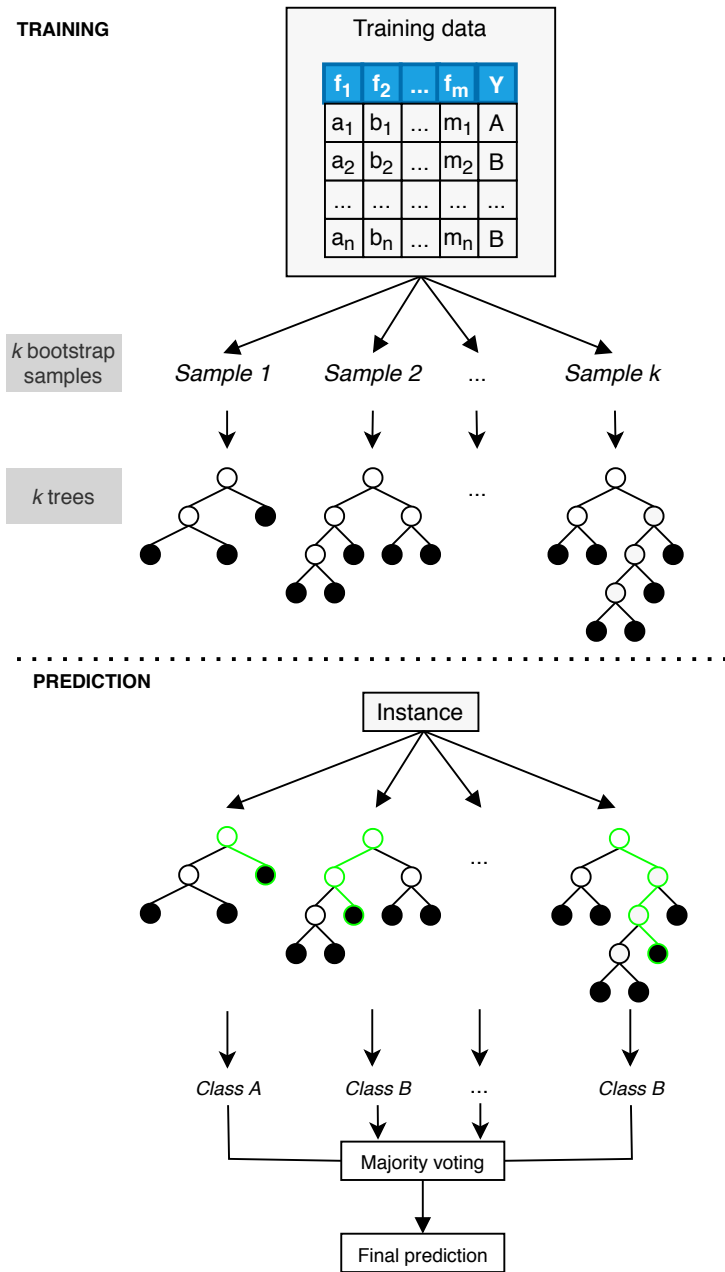 TRAINING
Training data
f1 f2 ... fm Y
a1 b1 ... m1 A
a2 b2 ... m2 B
... ... ... ... ...
an bn ... mn B
k bootstrap
samples
Sample 1 Sample 2 ... Sample k
k trees
...
PREDICTION
Instance
...
Class A Class B ... Class B
Majority voting
Final prediction